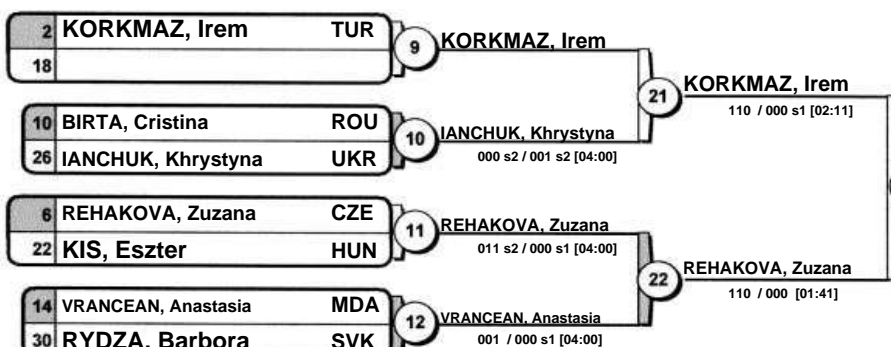 2 KORKMAZ, Irem TUR
18
9
KORKMAZ, Irem
10 BIRTA, Cristina ROU
26 IANCHUK, Khrystyna UKR
10
IANCHUK, Khrystyna
000 s2 / 001 s2 [04:00]
21
KORKMAZ, Irem
110 / 000 s1 [02:11]
6 REHAKOVA, Zuzana CZE
22 KIS, Eszter HUN
11
REHAKOVA, Zuzana
011 s2 / 000 s1 [04:00]
14 VRANCEAN, Anastasia MDA
30 RYDZA, Barbora SVK
12
VRANCEAN, Anastasia
001 / 000 s1 [04:00]
22
REHAKOVA, Zuzana
110 / 000 [01:41]